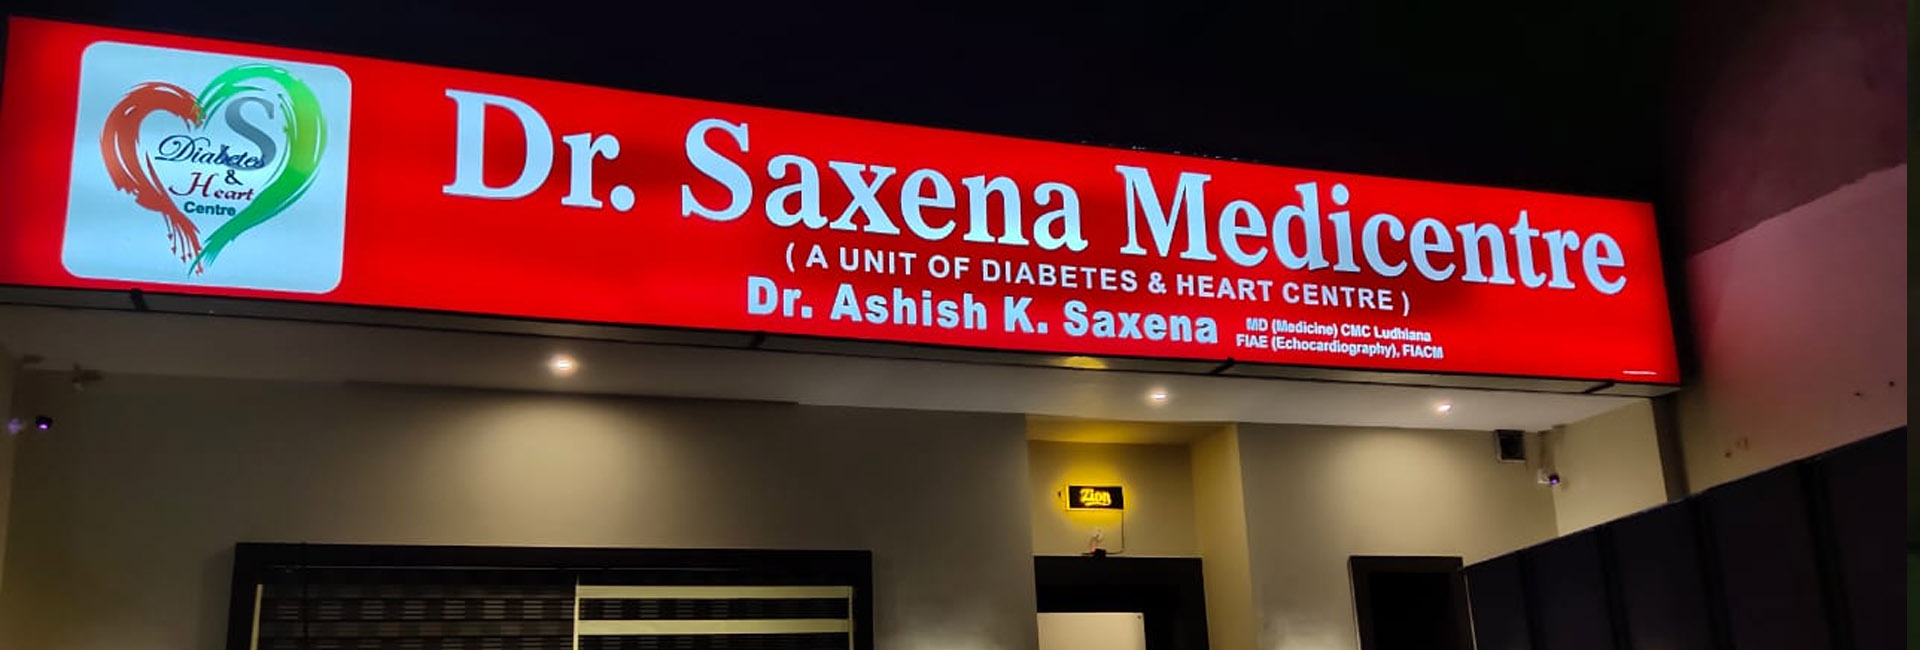 S
Diabetes
&
Heart
Centre
Dr. Saxena Medicentre
( A UNIT OF DIABETES & HEART CENTRE )
Dr. Ashish K. Saxena
MD (Medicine) CMC Ludhiana
FIAE (Echocardiography), FIACM
Zion